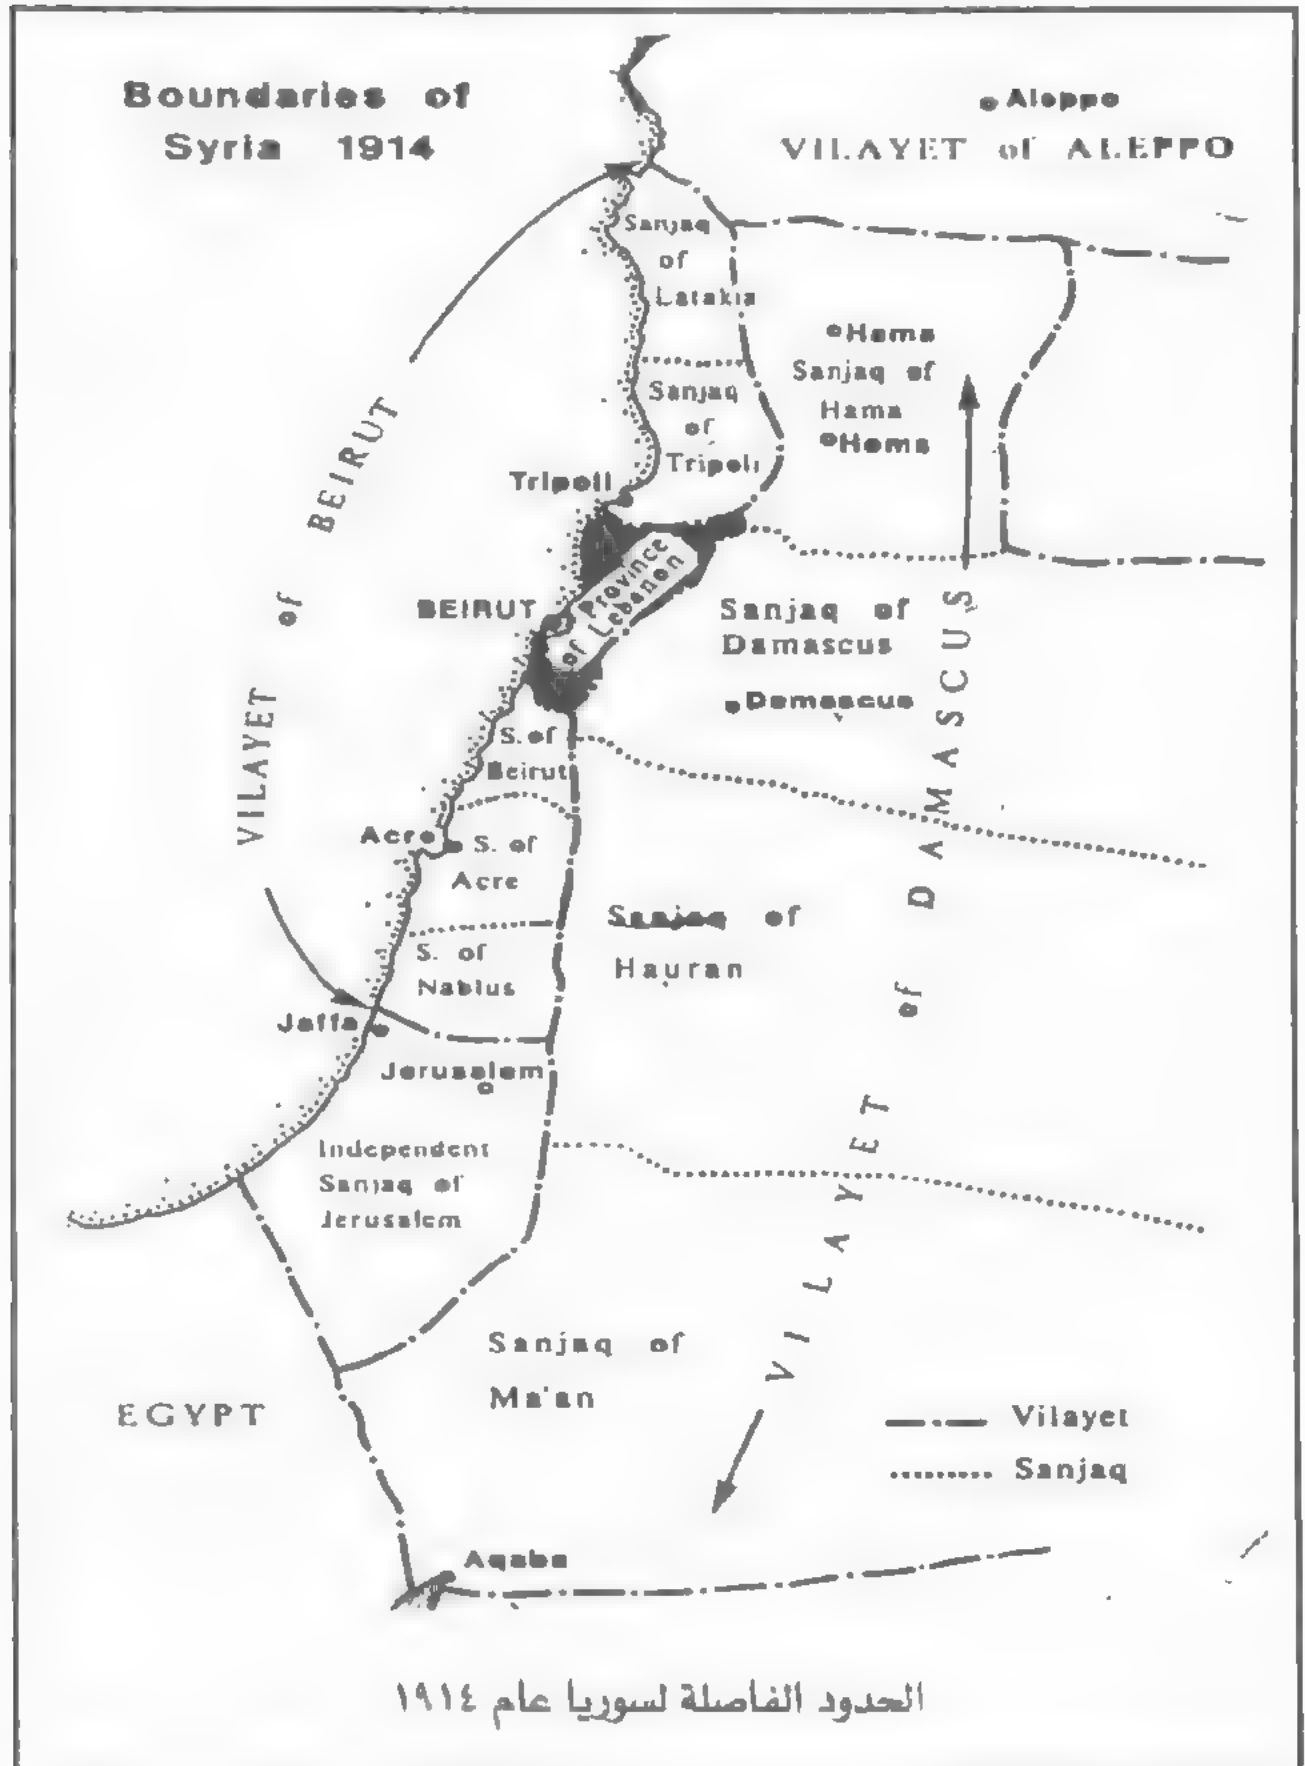 Boundaries of
Syria 1914
Aleppo
VILAYET of ALEPPO
Sanjaq
of
Latakia
Hama
Sanjaq of
Hama
Homs
Sanjaq
of
Tripoli
Tripoli
VILAYET of BEIRUT
Province
of Lebanon
BEIRUT
Sanjaq of
Damascus
Damascus
S. of
Beirut
Acre
S. of
Acre
Sanjaq of
Hauran
S. of
Nablus
Jaffa
Jerusalem
Independent
Sanjaq of
Jerusalem
VILAYET of DAMASCUS
Sanjaq of
Ma'an
EGYPT
Vilayet
Sanjaq
Aqaba
الحدود الفاصلة لسوريا عام ١٩١٤